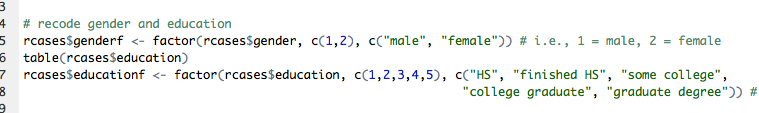 3
4 # recode gender and education
5 rcases$genderf <- factor(rcases$gender, c(1,2), c("male", "female")) # i.e., 1 = male, 2 = female
6 table(rcases$education)
7 rcases$educationf <- factor(rcases$education, c(1,2,3,4,5), c("HS", "finished HS", "some college",
8 "college graduate", "graduate degree")) #
9